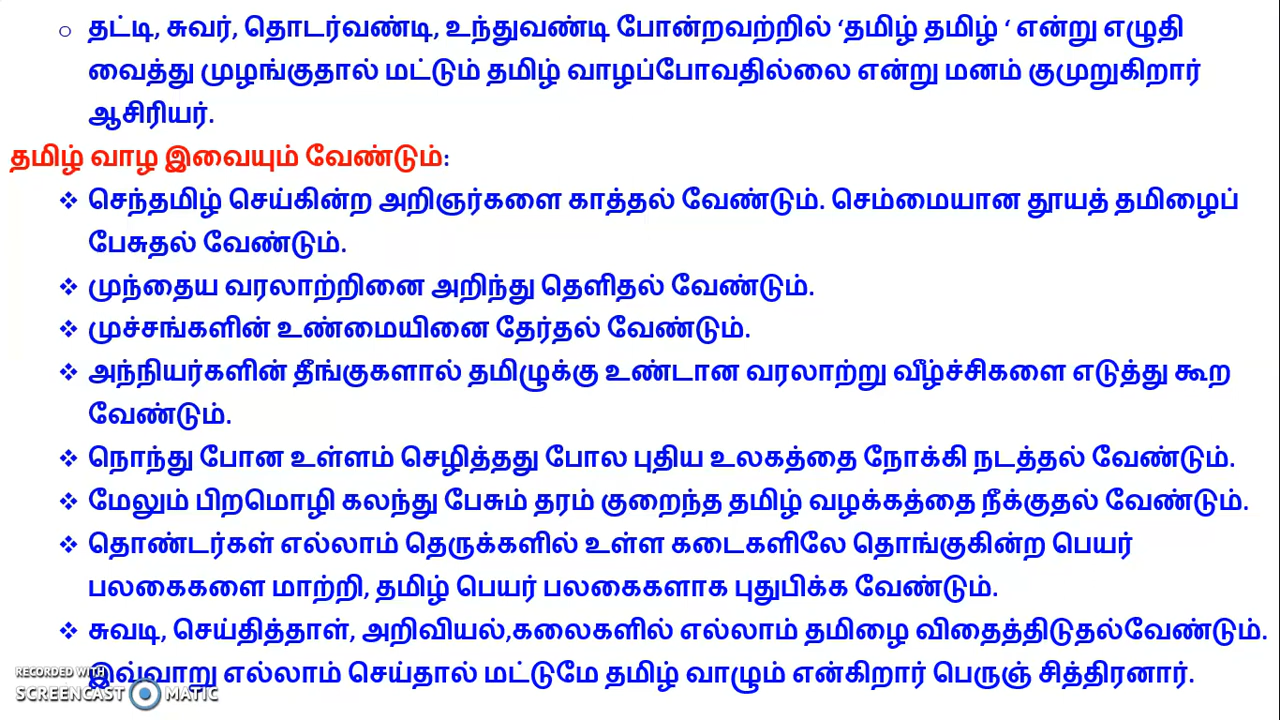 தட்டி, சுவர், தொடர்வண்டி, உந்துவண்டி போன்றவற்றில் ‘தமிழ் தமிழ் ‘ என்று எழுதி
வைத்து முழங்குதால் மட்டும் தமிழ் வாழப்போவதில்லை என்று மனம் குமுறுகிறார்
ஆசிரியர்.
தமிழ் வாழ இவையும் வேண்டும்:
செந்தமிழ் செய்கின்ற அறிஞர்களை காத்தல் வேண்டும். செம்மையான தூயத் தமிழைப்
பேசுதல் வேண்டும்.
முந்தைய வரலாற்றினை அறிந்து தெளிதல் வேண்டும்.
முச்சங்களின் உண்மையினை தேர்தல் வேண்டும்.
அந்நியர்களின் தீங்குகளால் தமிழுக்கு உண்டான வரலாற்று வீழ்ச்சிகளை எடுத்து கூற
வேண்டும்.
நொந்து போன உள்ளம் செழித்தது போல புதிய உலகத்தை நோக்கி நடத்தல் வேண்டும்.
மேலும் பிறமொழி கலந்து பேசும் தரம் குறைந்த தமிழ் வழக்கத்தை நீக்குதல் வேண்டும்.
தொண்டர்கள் எல்லாம் தெருக்களில் உள்ள கடைகளிலே தொங்குகின்ற பெயர்
பலகைகளை மாற்றி, தமிழ் பெயர் பலகைகளாக புதுபிக்க வேண்டும்.
சுவடி, செய்தித்தாள், அறிவியல்,கலைகளில் எல்லாம் தமிழை விதைத்திடுதல்வேண்டும்.
இவ்வாறு எல்லாம் செய்தால் மட்டுமே தமிழ் வாழும் என்கிறார் பெருஞ் சித்திரனார்.
RECORDED WITH
SCREENCAST MATIC